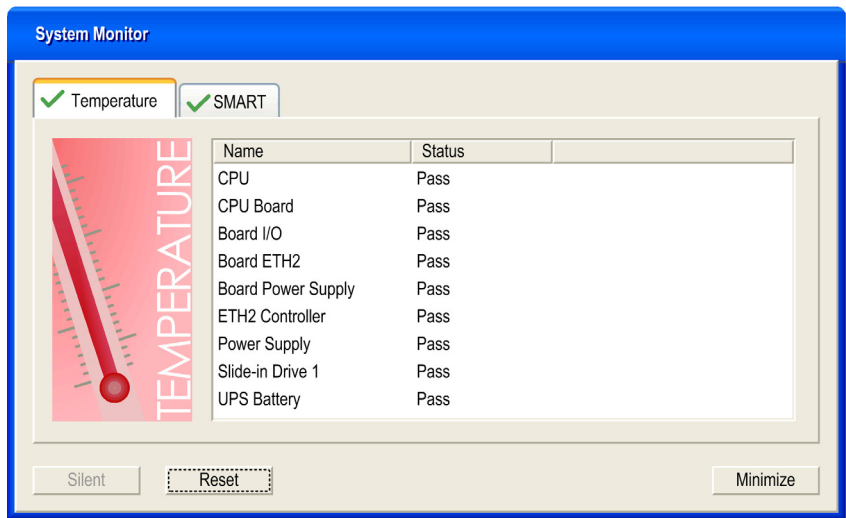 System Monitor
Temperature
SMART
TEMPERATURE
Name Status
CPU Pass
CPU Board Pass
Board I/O Pass
Board ETH2 Pass
Board Power Supply Pass
ETH2 Controller Pass
Power Supply Pass
Slide-in Drive 1 Pass
UPS Battery Pass
Silent Reset Minimize